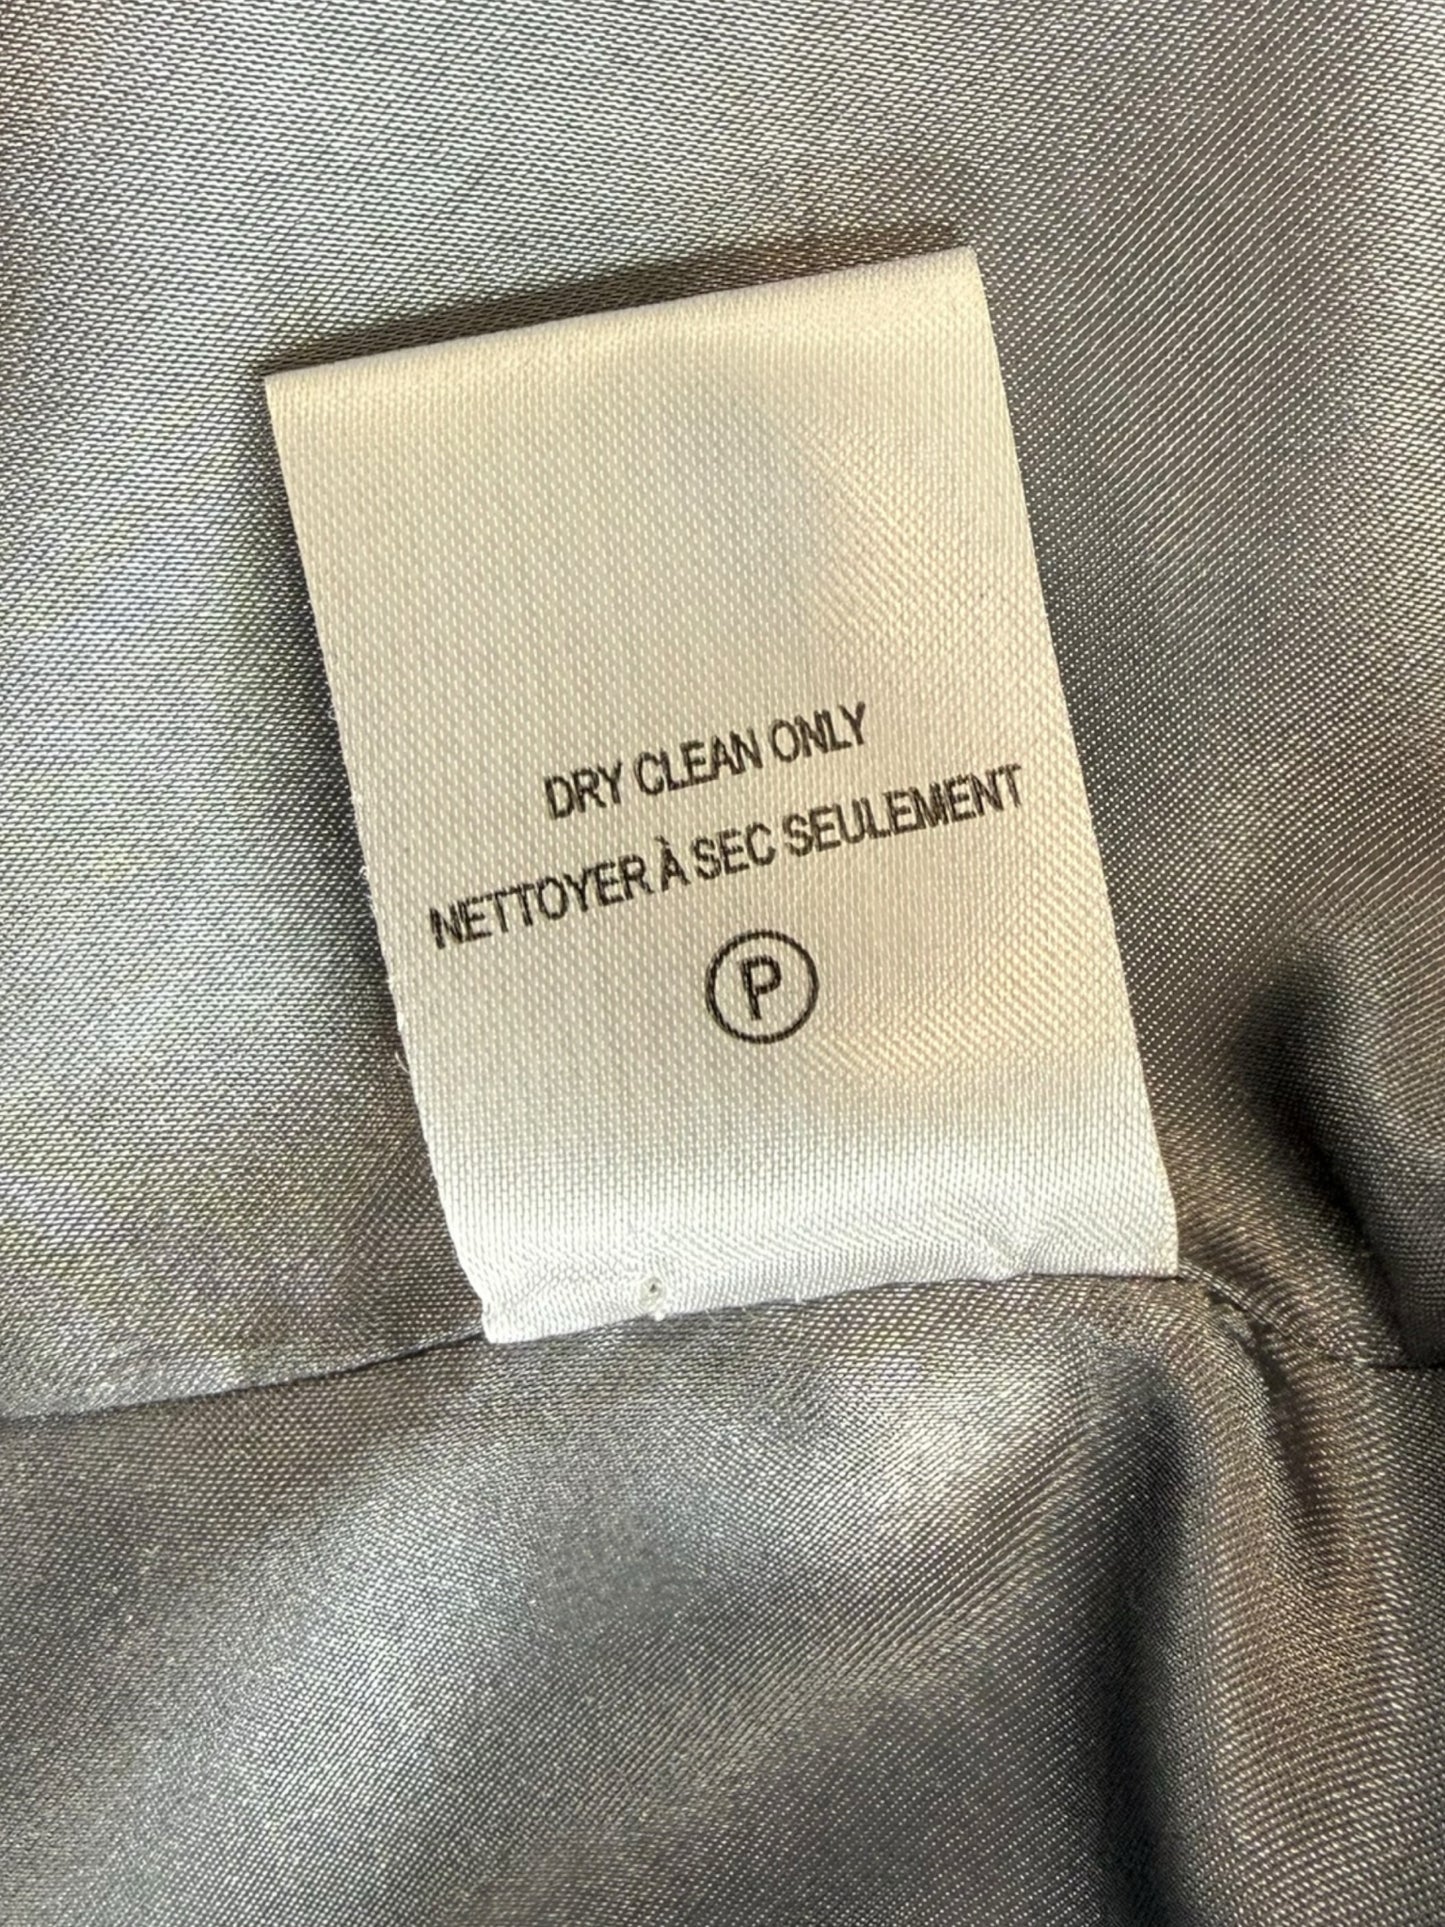 DRY CLEAN ONLY
NETTOYER À SEC SEULEMENT
P